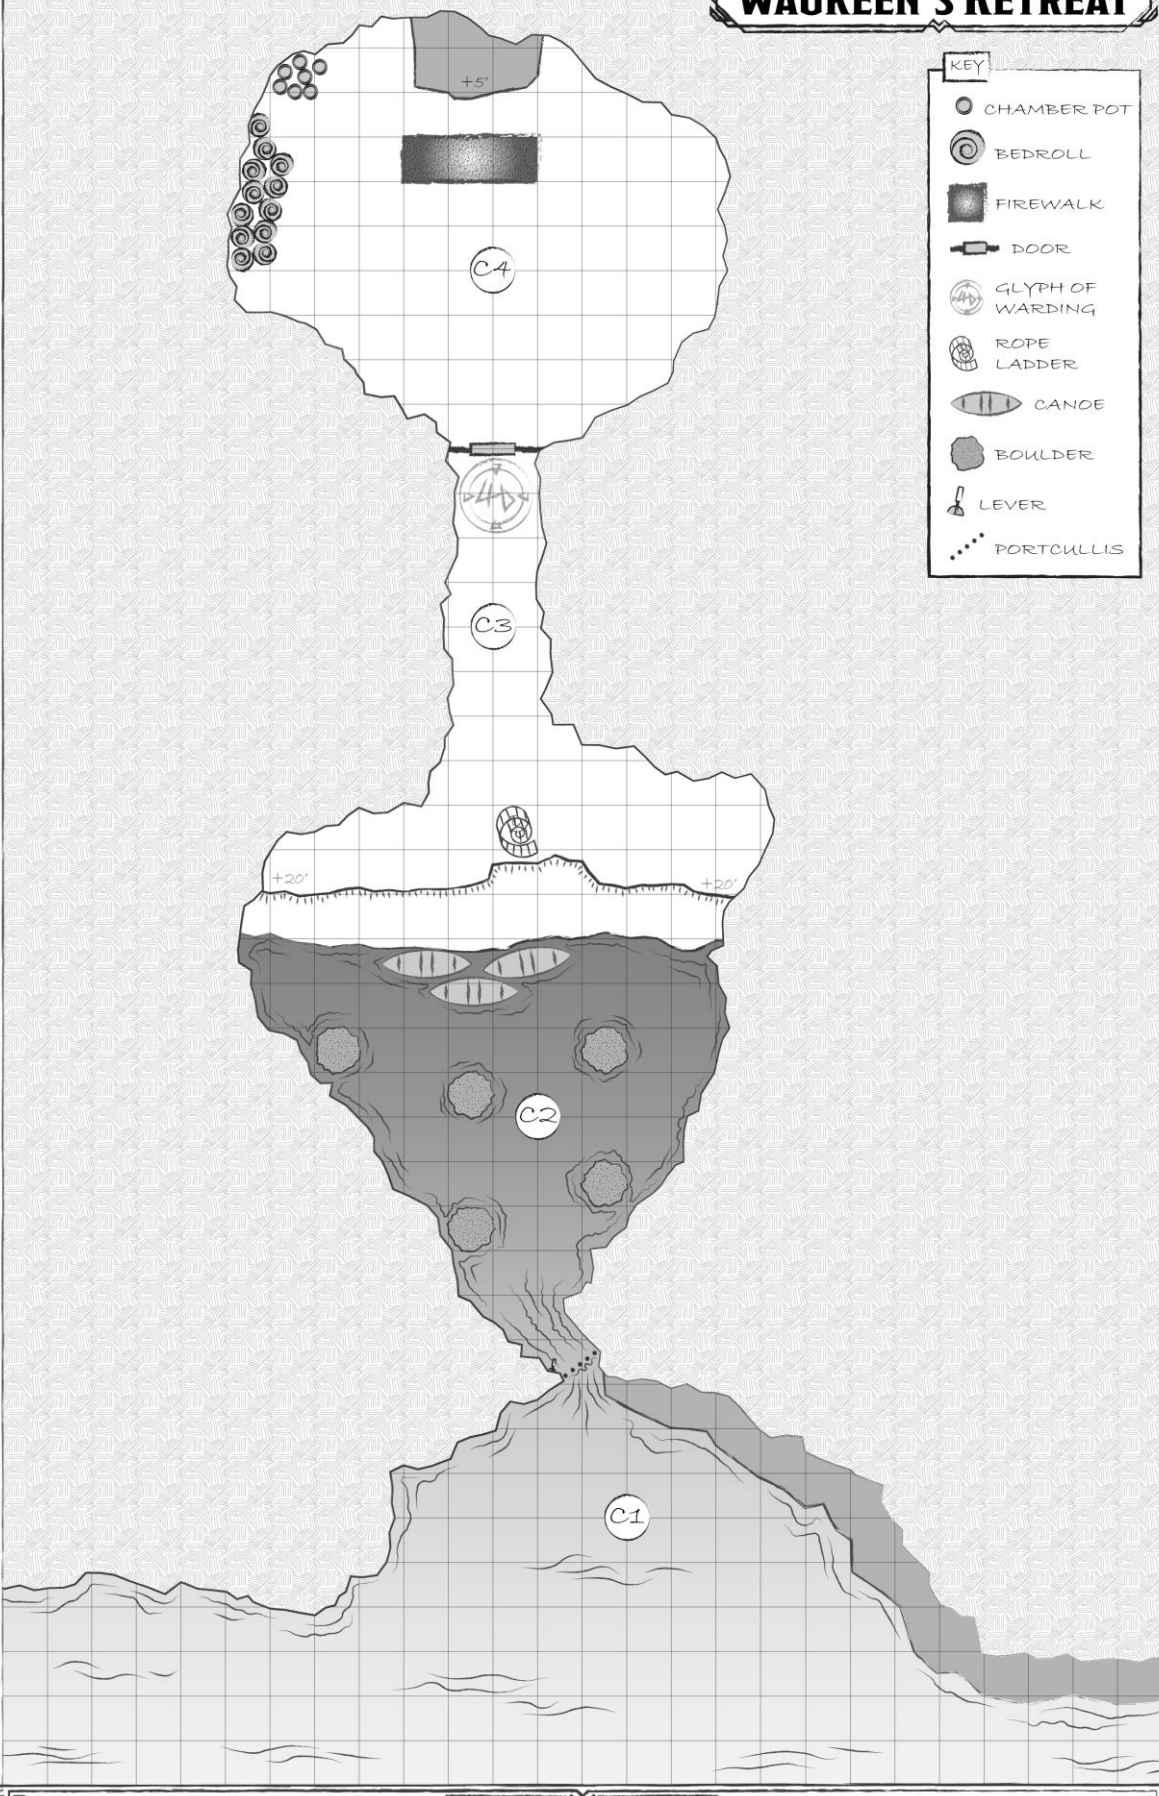 WAUKEEN'S RETREAT
KEY
CHAMBER POT
BEDROLL
FIREWALK
DOOR
GLYPH OF
WARDING
ROPE
LADDER
CANOE
BOULDER
LEVER
PORTCULLIS
+5'
C4
C3
+20'
+20'
C2
C1